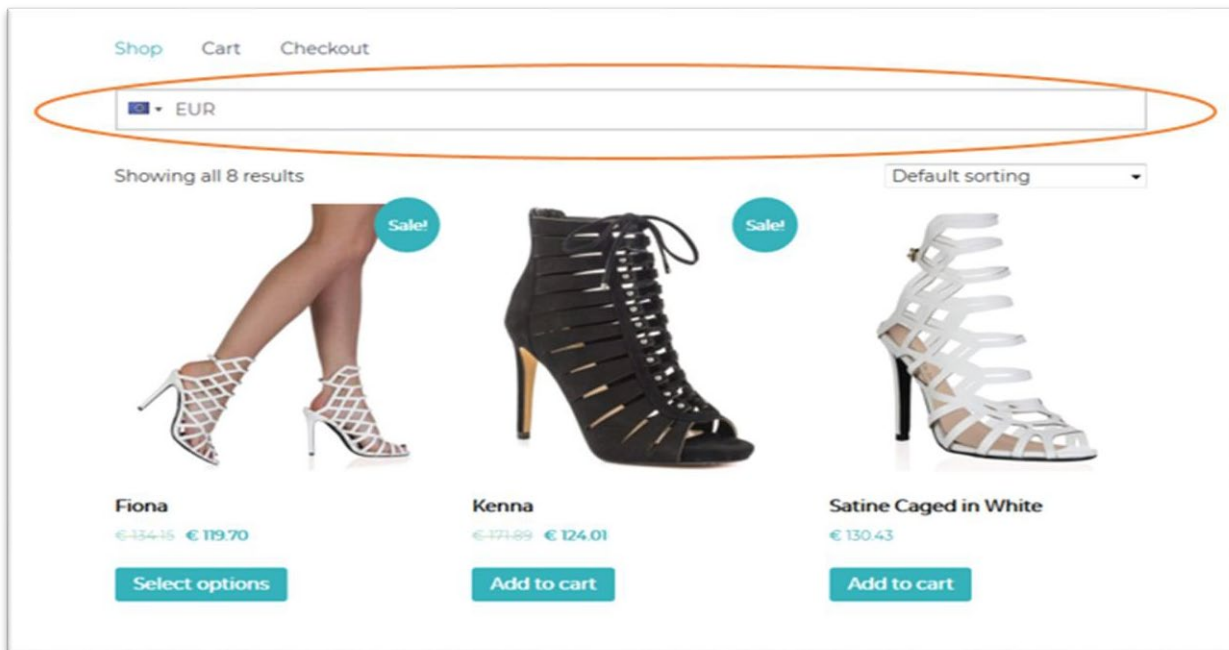 Shop Cart Checkout
EUR
Showing all 8 results
Default sorting
Sale!
Sale!
Fiona
Kenna
Satine Caged in White
€ 134.15 € 119.70
€ 171.89 € 124.01
€ 130.43
Select options
Add to cart
Add to cart